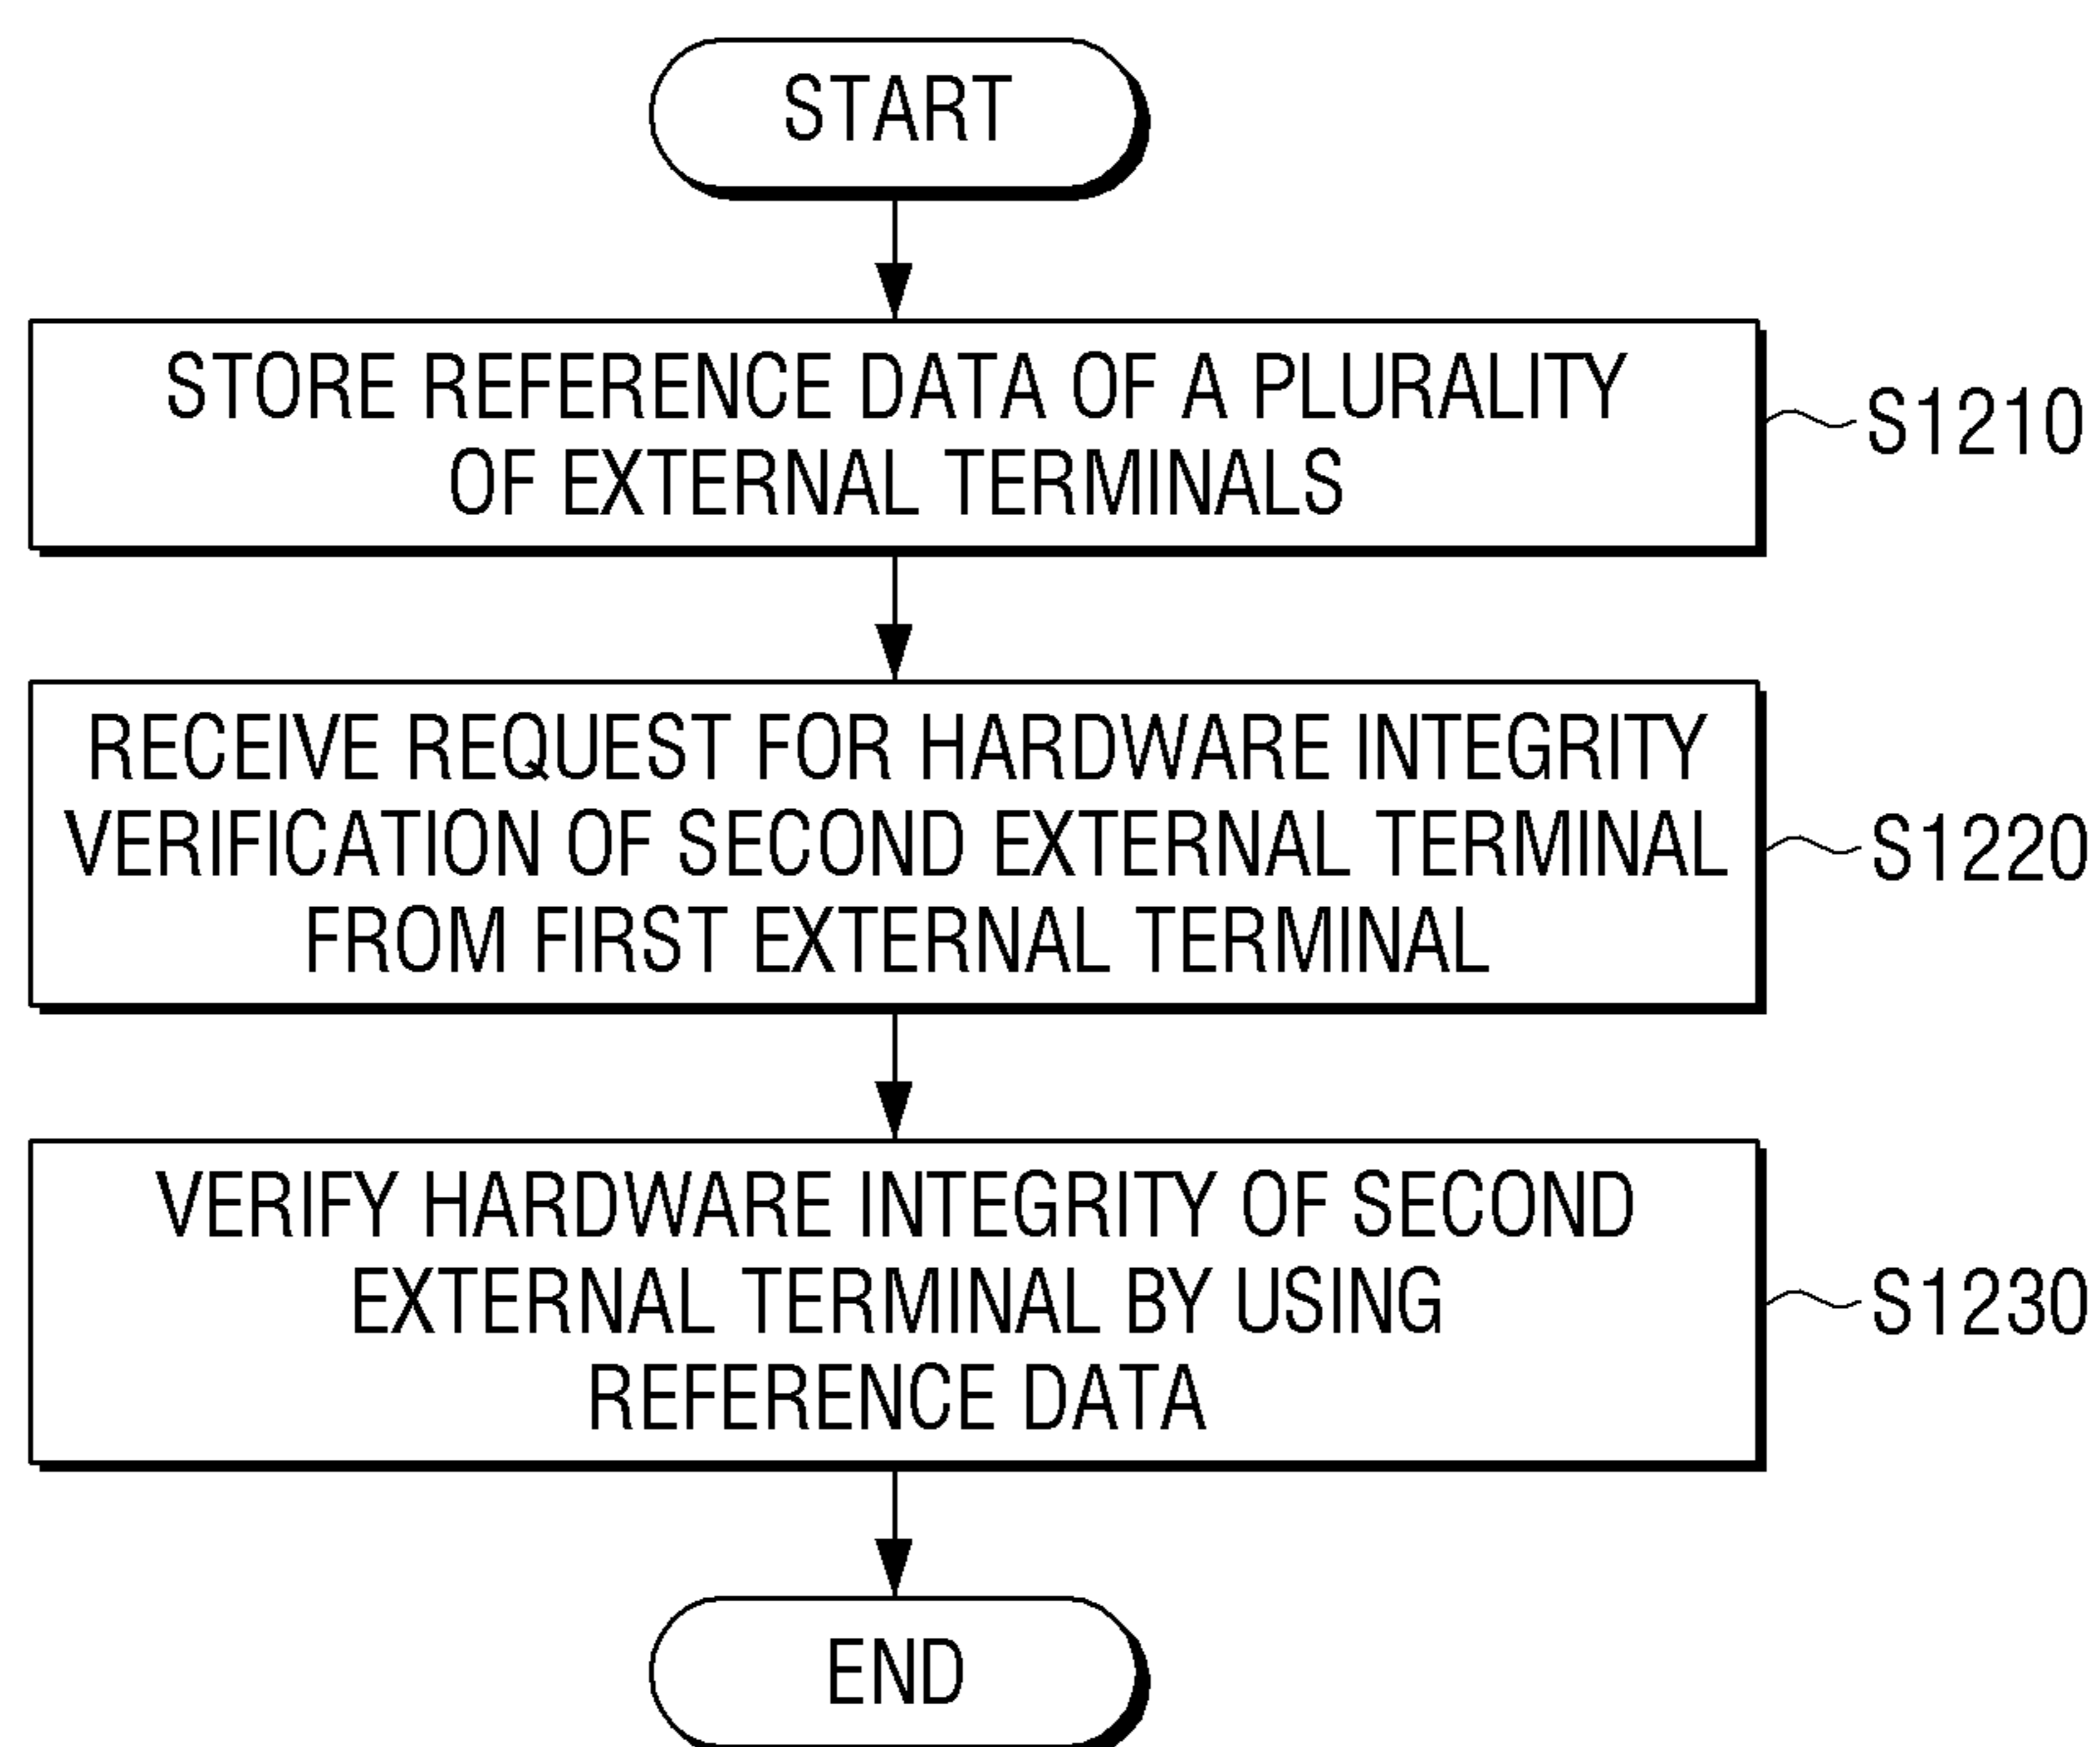 START
STORE REFERENCE DATA OF A PLURALITY
OF EXTERNAL TERMINALS
S1210
RECEIVE REQUEST FOR HARDWARE INTEGRITY
VERIFICATION OF SECOND EXTERNAL TERMINAL
FROM FIRST EXTERNAL TERMINAL
S1220
VERIFY HARDWARE INTEGRITY OF SECOND
EXTERNAL TERMINAL BY USING
REFERENCE DATA
S1230
END